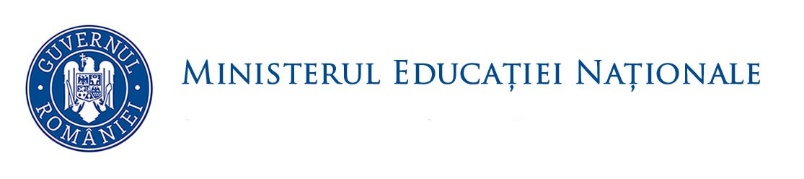 GUVERNUL
ROMÂNIEI
MINISTERUL EDUCAȚIEI NAȚIONALE